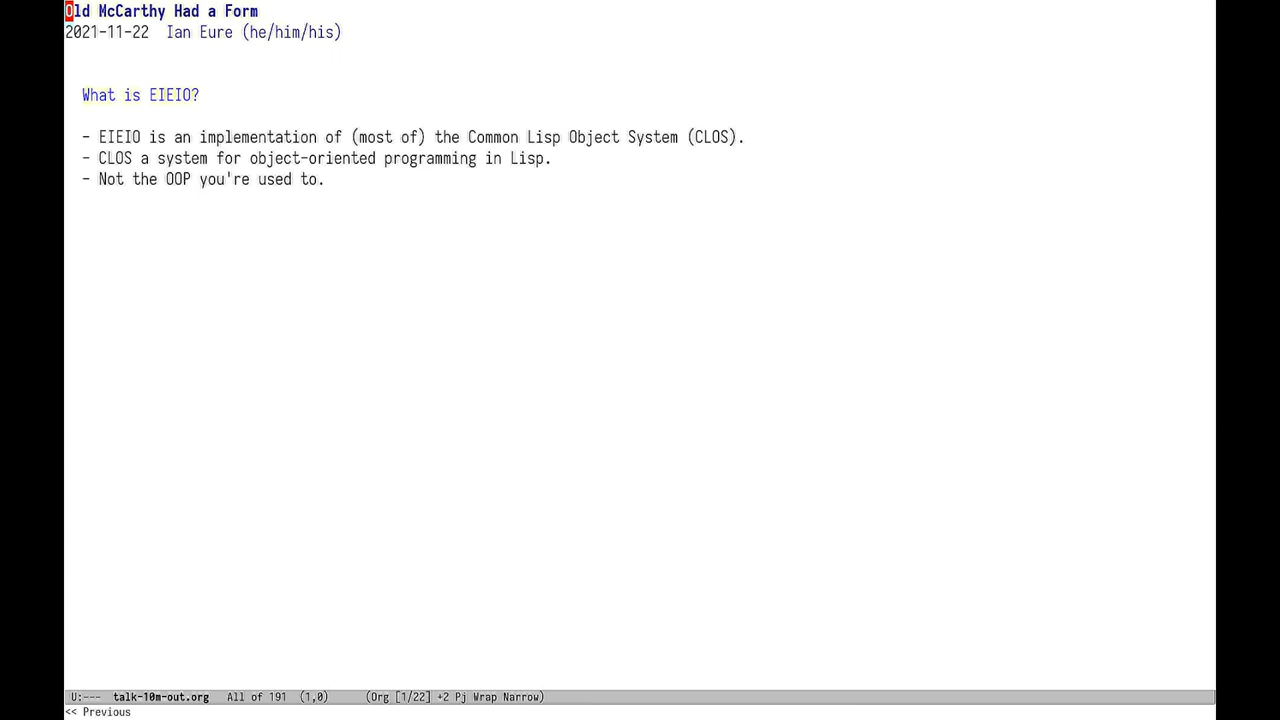 Old McCarthy Had a Form
2021-11-22  Ian Eure (he/him/his)
What is EIEIO?
- EIEIO is an implementation of (most of) the Common Lisp Object System (CLOS).
- CLOS a system for object-oriented programming in Lisp.
- Not the OOP you're used to.
U:---  talk-10m-out.org  All of 191  (1,0)  (Org [1/22] +2 Pj Wrap Narrow)
<< Previous